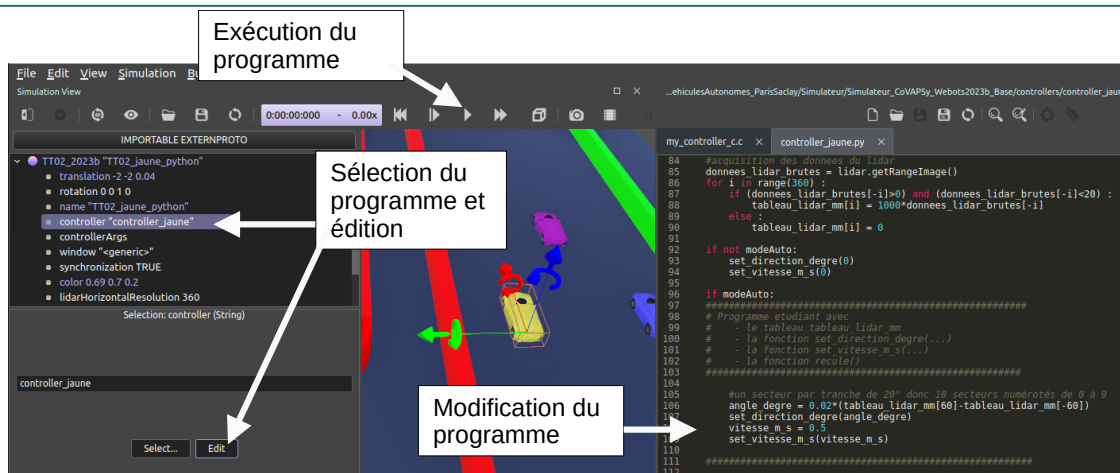 Exécution du
programme
File Edit View Simulation
Simulation View
0:00:00:000 - 0.00x
IMPORTABLE EXTERNPROTO
TT02_2023b "TT02_jaune_python"
translation -2 -2 0.04
rotation 0 0 1 0
name "TT02_jaune_python"
controller "controller_jaune"
controllerArgs
window "<generic>"
synchronization TRUE
color 0.69 0.7 0.2
lidarHorizontalResolution 360
Selection: controller (String)
controller_jaune
Select... Edit
Sélection du
programme et
édition
Modification du
programme
...ehiculesAutonomes_ParisSaclay/Simulateur/Simulateur_CoVAPSy_Webots2023b_Base/controllers/controller_jaun
my_controller_c.c × controller_jaune.py ×
84 #acquisition des donnees du lidar
85 donnees_lidar_brutes = lidar.getRangeImage()
86 for i in range(360) :
87 if (donnees_lidar_brutes[-i]>0) and (donnees_lidar_brutes[-i]<20) :
88 tableau_lidar_mm[i] = 1000*donnees_lidar_brutes[-i]
89 else :
90 tableau_lidar_mm[i] = 0
91
92 if not modeAuto:
93 set_direction_degre(0)
94 set_vitesse_m_s(0)
95
96 if modeAuto:
97 ########################################################
98 # Programme etudiant avec
99 # - le tableau tableau_lidar_mm
100 # - la fonction set_direction_degre(...)
101 # - la fonction set_vitesse_m_s(...)
102 # - la fonction recule()
103 #######################################################
104
105 #un secteur par tranche de 20° donc 10 secteurs numérotés de 0 à 9
106 angle_degre = 0.02*(tableau_lidar_mm[60]-tableau_lidar_mm[-60])
107 set_direction_degre(angle_degre)
vitesse_m_s = 0.5
set_vitesse_m_s(vitesse_m_s)
110
111 #########################################################